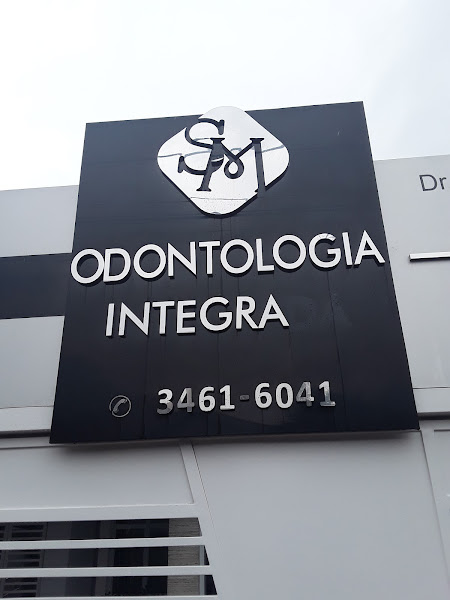 SM
ODONTOLOGIA
INTEGRA
3461-6041
Dr